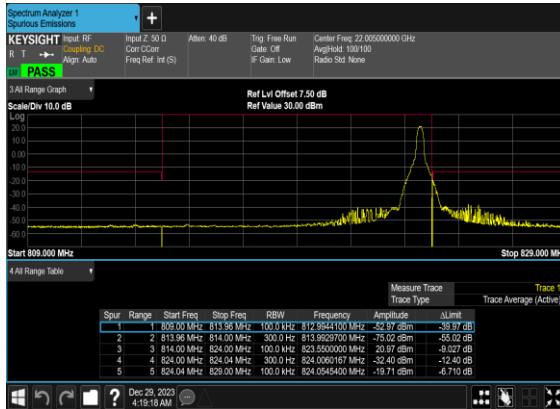 Spectrum Analyzer 1
Spurious Emissions
KEYSIGHT Input: RF Input Z: 50 Ω Atten: 40 dB Trig: Free Run Center Freq: 22.005000000 GHz
R T Coupling: DC Corr CCorr Gate: Off Avg|Hold: 100/100
Align: Auto Freq Ref: Int (S) IF Gain: Low Radio Std: None
PASS
3 All Range Graph
Ref Lvl Offset 7.50 dB
Scale/Div 10.0 dB Ref Value 30.00 dBm
Log
20.0
10.0
0.00
-10.0
-20.0
-30.0
-40.0
-50.0
-60.0
Start 809.000 MHz Stop 829.000 MH
4 All Range Table
Measure Trace Trace 1
Trace Type Trace Average (Active)
Spur Range Start Freq Stop Freq RBW Frequency Amplitude ΔLimit
1 1 809.00 MHz 813.96 MHz 100.0 kHz 812.9944100 MHz -52.97 dBm -39.97 dB
2 2 813.96 MHz 814.00 MHz 300.0 Hz 813.9929700 MHz -75.02 dBm -55.02 dB
3 3 814.00 MHz 824.00 MHz 100.0 kHz 823.5500000 MHz 20.97 dBm -9.027 dB
4 4 824.00 MHz 824.04 MHz 300.0 Hz 824.0060167 MHz -32.40 dBm -12.40 dB
5 5 824.04 MHz 829.00 MHz 100.0 kHz 824.0545400 MHz -19.71 dBm -6.710 dB
Dec 29, 2023
4:19:18 AM